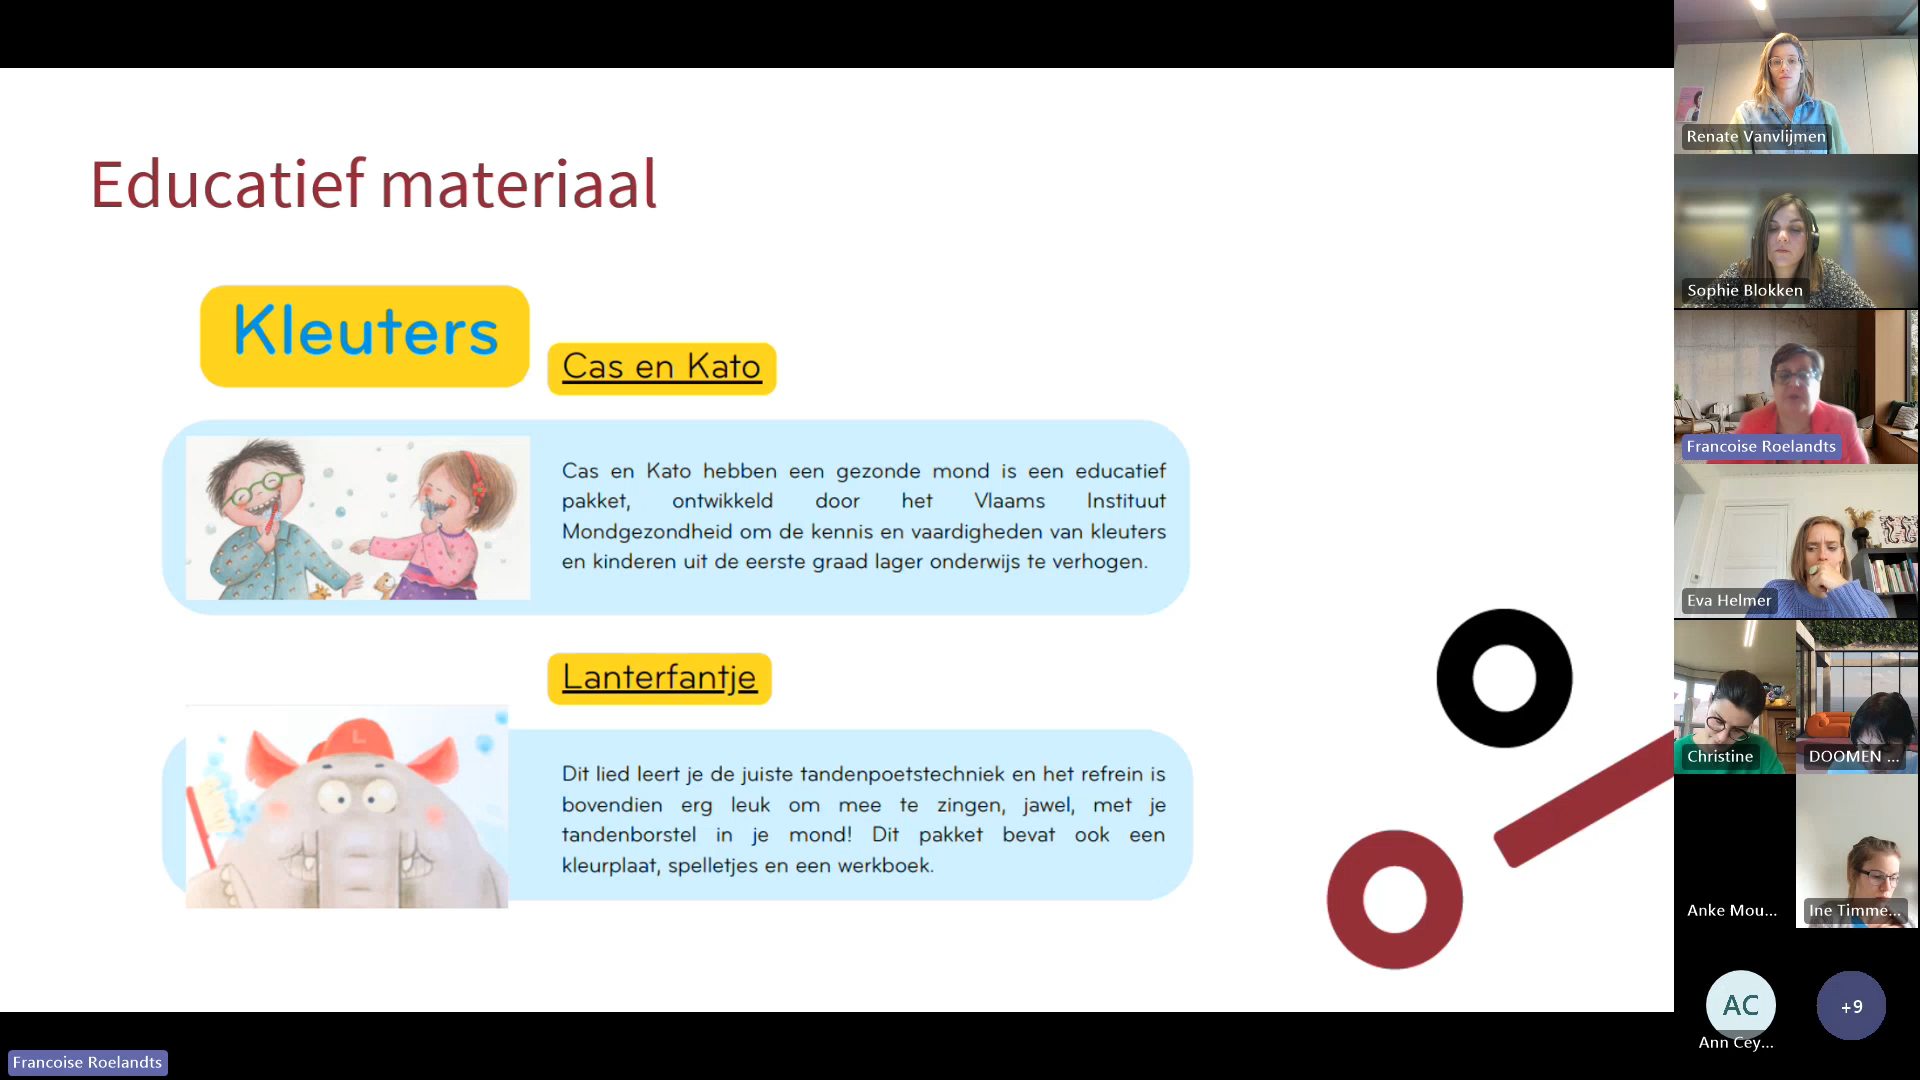 Educatief materiaal
Kleuters
Cas en Kato
Cas en Kato hebben een gezonde mond is een educatief
pakket, ontwikkeld door het Vlaams Instituut
Mondgezondheid om de kennis en vaardigheden van kleuters
en kinderen uit de eerste graad lager onderwijs te verhogen.
Lanterfantje
L
Dit lied leert je de juiste tandenpoetstechniek en het refrein is
bovendien erg leuk om mee te zingen, jawel, met je
tandenborstel in je mond! Dit pakket bevat ook een
kleurplaat, spelletjes en een werkboek.
Francoise Roelandts
Renate Vanvlijmen
Sophie Blokken
Francoise Roelandts
Eva Helmer
Christine
DOOMEN ...
Anke Mou...
Ine Timme...
AC
Ann Cey...
+9